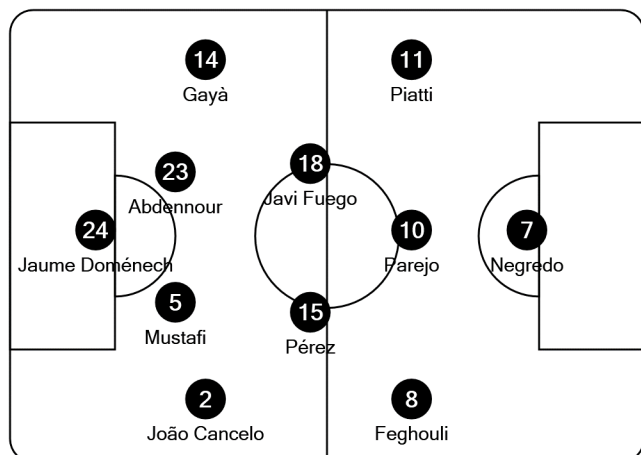 14
Gayà
11
Piatti
23
Abdennour
18
Javi Fuego
24
Jaume Doménech
10
Parejo
7
Negredo
5
Mustafi
15
Pérez
2
João Cancelo
8
Feghouli